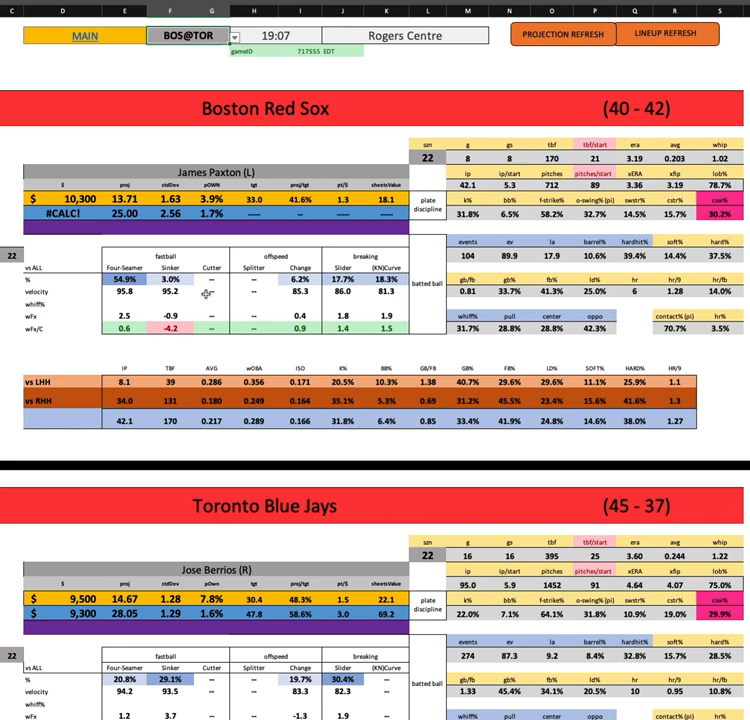 C D E F G H I J K L M N O P Q R S
MAIN BOS@TOR 19:07 Rogers Centre PROJECTION REFRESH LINEUP REFRESH
gameID 717555 EDT
Boston Red Sox (40 - 42)
szn g gs tbf tbf/start era avg whip
22 8 8 170 21 3.19 0.203 1.02
James Paxton (L) ip ip/start pitches pitches/start xERA xfip lob%
$ proj stdDev pOWN tgt proj/tgt pt/$ sheetsValue 42.1 5.3 712 89 3.36 3.19 78.7%
$ 10,300 13.71 1.63 3.9% 33.0 41.6% 1.3 18.1 plate discipline k% bb% f-strike% o-swing% (pi) swstr% cstr% csw%
#CALC! 25.00 2.56 1.7% ---- -- ---- ---- 31.8% 6.5% 58.2% 32.7% 14.5% 15.7% 30.2%
events ev la barrel% hardhit% soft% hard%
22 fastball offspeed breaking 104 89.9 17.9 10.6% 39.4% 14.4% 37.5%
vs ALL Four-Seamer Sinker Cutter Splitter Change Slider (KN)Curve
% 54.9% 3.0% -- -- 6.2% 17.7% 18.3% batted ball gb/fb gb% fb% ld% hr hr/9 hr/fb
velocity 95.8 95.2 -- -- 85.3 86.0 81.3 0.81 33.7% 41.3% 25.0% 6 1.28 14.0%
whiff%
wFx 2.5 -0.9 -- -- 0.4 1.8 1.9 whiff% pull center oppo contact% (pi) hr%
wFx/C 0.6 -4.2 -- -- 0.9 1.4 1.5 31.7% 28.8% 28.8% 42.3% 70.7% 3.5%
IP TBF AVG wOBA ISO K% BB% GB/FB GB% FB% LD% SOFT% HARD% HR/9
vs LHH 8.1 39 0.286 0.356 0.171 20.5% 10.3% 1.38 40.7% 29.6% 29.6% 11.1% 25.9% 1.1
vs RHH 34.0 131 0.180 0.249 0.164 35.1% 5.3% 0.69 31.2% 45.5% 23.4% 15.6% 41.6% 1.3
42.1 170 0.217 0.289 0.166 31.8% 6.4% 0.85 33.4% 41.9% 24.8% 14.6% 38.0% 1.27
Toronto Blue Jays (45 - 37)
szn g gs tbf tbf/start era avg whip
22 16 16 395 25 3.60 0.244 1.22
Jose Berrios (R) ip ip/start pitches pitches/start xERA xfip lob%
$ proj stdDev pOwn tgt proj/tgt pt/$ sheetsValue 95.0 5.9 1452 91 4.64 4.07 75.0%
$ 9,500 14.67 1.28 7.8% 30.4 48.3% 1.5 22.1 plate discipline k% bb% f-strike% o-swing% (pi) swstr% cstr% csw%
$ 9,300 28.05 1.29 1.6% 47.8 58.6% 3.0 69.2 22.0% 7.1% 64.1% 31.8% 10.9% 19.0% 29.9%
events ev la barrel% hardhit% soft% hard%
22 fastball offspeed breaking 274 87.3 9.2 8.4% 32.8% 15.7% 28.5%
vs ALL Four-Seamer Sinker Cutter Splitter Change Slider (KN)Curve
% 20.8% 29.1% -- -- 19.7% 30.4% -- batted ball gb/fb gb% fb% ld% hr hr/9 hr/fb
velocity 94.2 93.5 -- -- 83.3 82.3 -- 1.33 45.4% 34.1% 20.5% 10 0.95 10.8%
whiff%
wFx 1.2 3.7 -- -- -1.3 1.9 -- whiff% pull center oppo contact% (pi) hr%